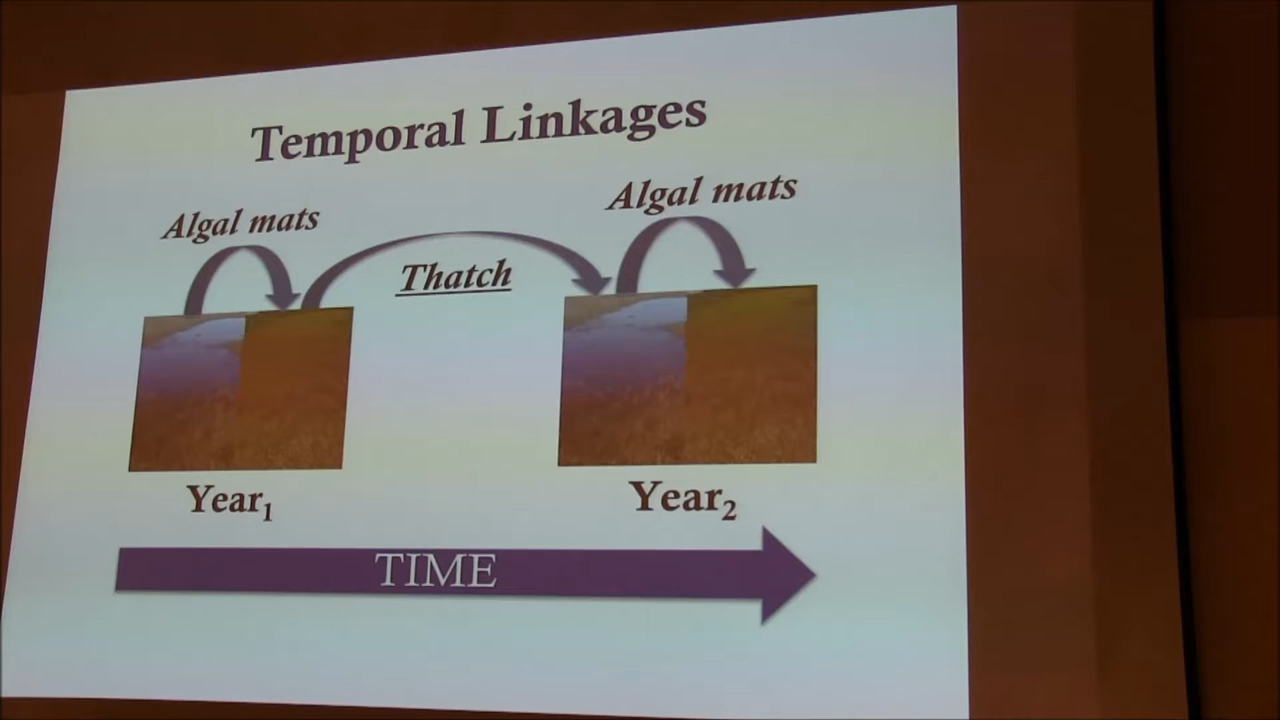 Temporal Linkages
Algal mats
Algal mats
Thatch
Year₁
Year₂
TIME